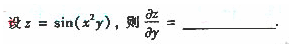 设 z = sin(x²y), 则 ∂z/∂y = ________.